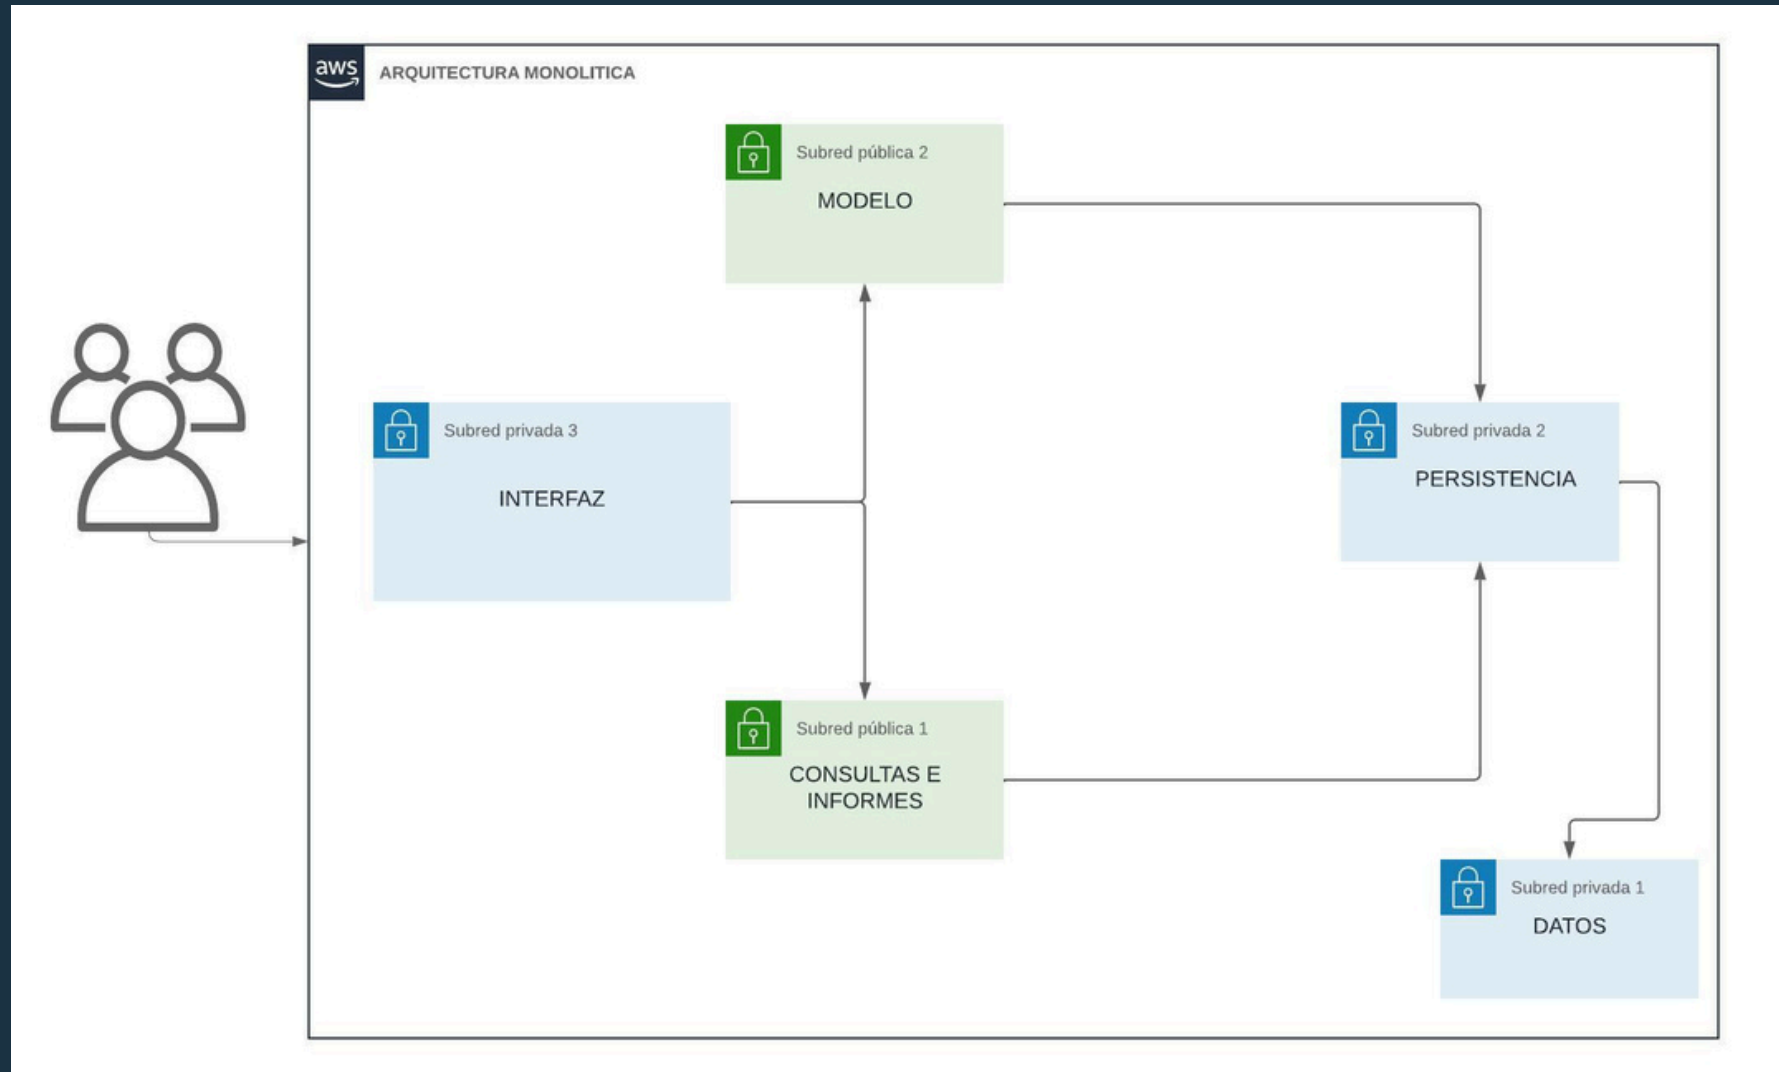 aws
ARQUITECTURA MONOLITICA
Subred pública 2
MODELO
Subred privada 3
INTERFAZ
Subred privada 2
PERSISTENCIA
Subred pública 1
CONSULTAS E
INFORMES
Subred privada 1
DATOS